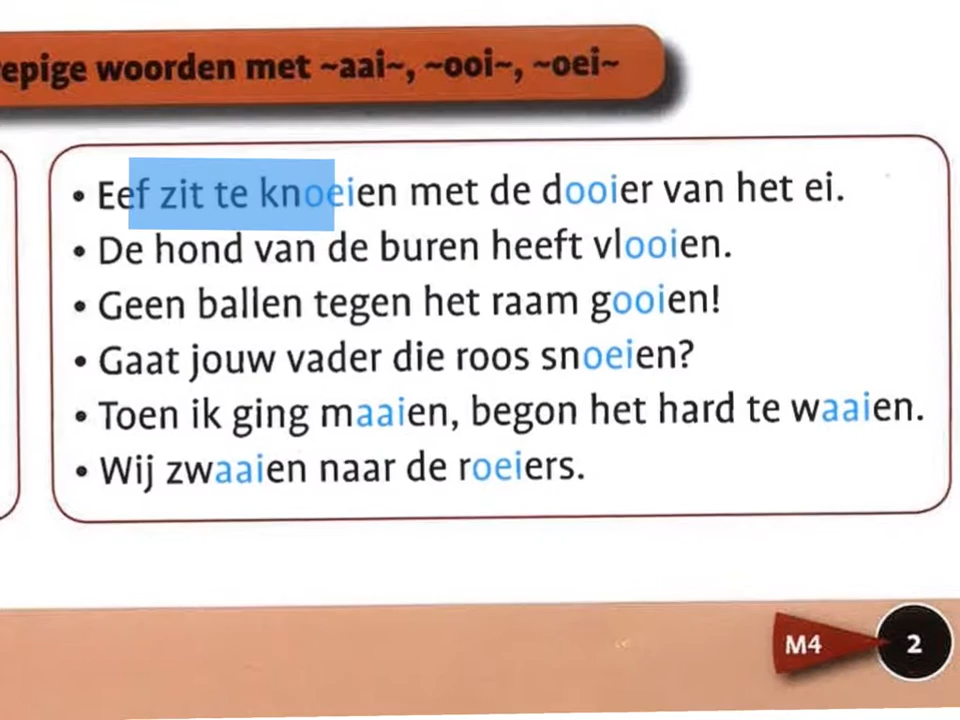 epige woorden met ~aai~, ~ooi~, ~oei~
• Eef zit te knoeien met de dooier van het ei.
• De hond van de buren heeft vlooien.
• Geen ballen tegen het raam gooien!
• Gaat jouw vader die roos snoeien?
• Toen ik ging maaien, begon het hard te waaien.
• Wij zwaaien naar de roeiers.
M4 2